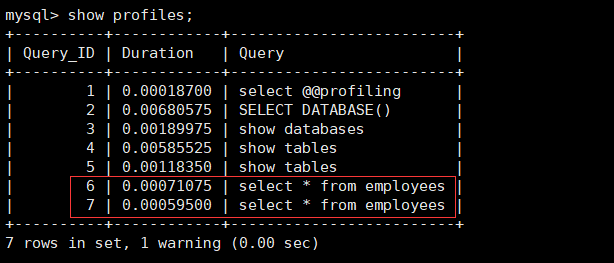 mysql> show profiles;
+----------+------------+-------------------------+
| Query_ID | Duration   | Query                   |
+----------+------------+-------------------------+
|        1 | 0.00018700 | select @@profiling      |
|        2 | 0.00680575 | SELECT DATABASE()       |
|        3 | 0.00189975 | show databases          |
|        4 | 0.00585525 | show tables             |
|        5 | 0.00118350 | show tables             |
|        6 | 0.00071075 | select * from employees |
|        7 | 0.00059500 | select * from employees |
+----------+------------+-------------------------+
7 rows in set, 1 warning (0.00 sec)